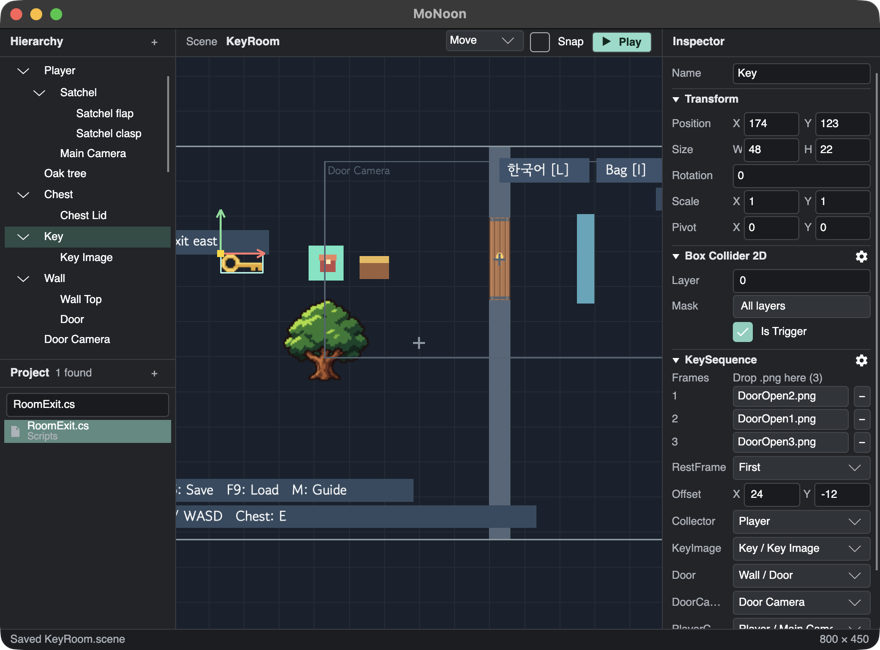 MoNoon
Hierarchy +
Player
Satchel
Satchel flap
Satchel clasp
Main Camera
Oak tree
Chest
Chest Lid
Key
Key Image
Wall
Wall Top
Door
Door Camera
Project 1 found +
RoomExit.cs
RoomExit.cs
Scripts
Saved KeyRoom.scene
Scene KeyRoom
Move
Snap
Play
Door Camera
한국어 [L]
Bag [I]
xit east
: Save F9: Load M: Guide
/ WASD Chest: E
Inspector
Name Key
Transform
Position X 174 Y 123
Size W 48 H 22
Rotation 0
Scale X 1 Y 1
Pivot X 0 Y 0
Box Collider 2D
Layer 0
Mask All layers
Is Trigger
KeySequence
Frames Drop .png here (3)
1 DoorOpen2.png −
2 DoorOpen1.png −
3 DoorOpen3.png −
RestFrame First
Offset X 24 Y -12
Collector Player
KeyImage Key / Key Image
Door Wall / Door
DoorCa... Door Camera
800 × 450